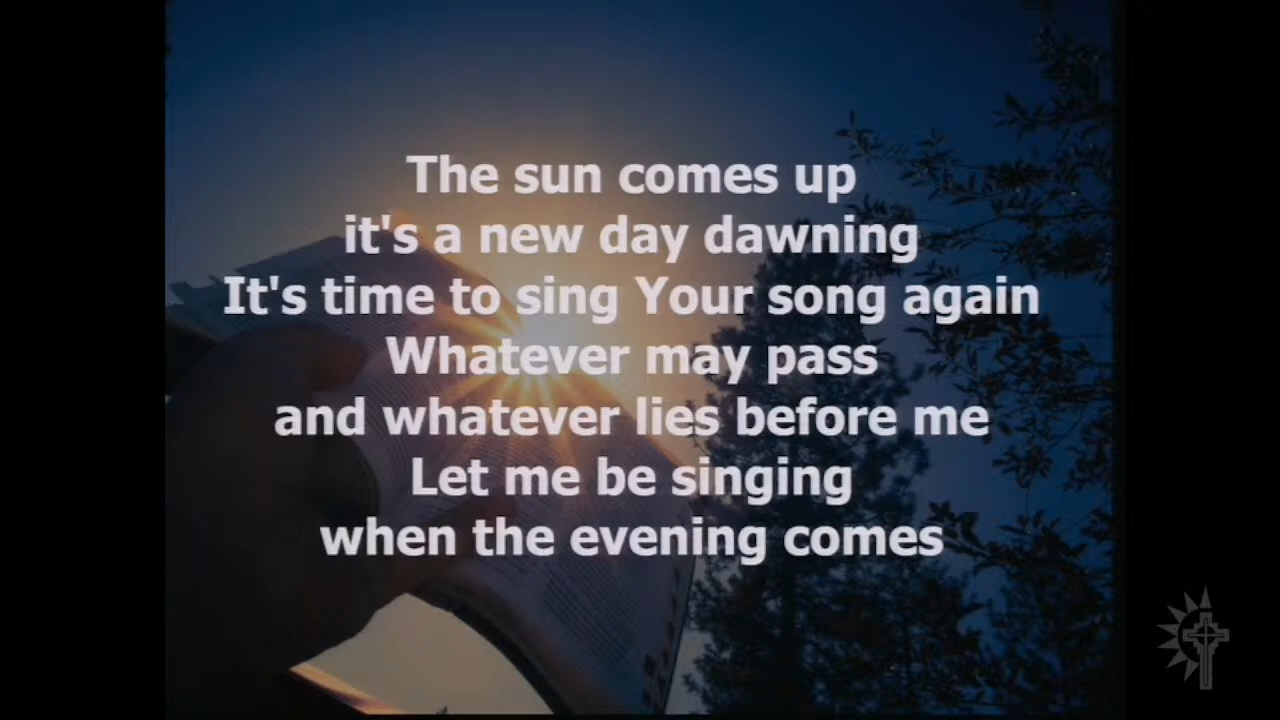 The sun comes up
it's a new day dawning
It's time to sing Your song again
Whatever may pass
and whatever lies before me
Let me be singing
when the evening comes